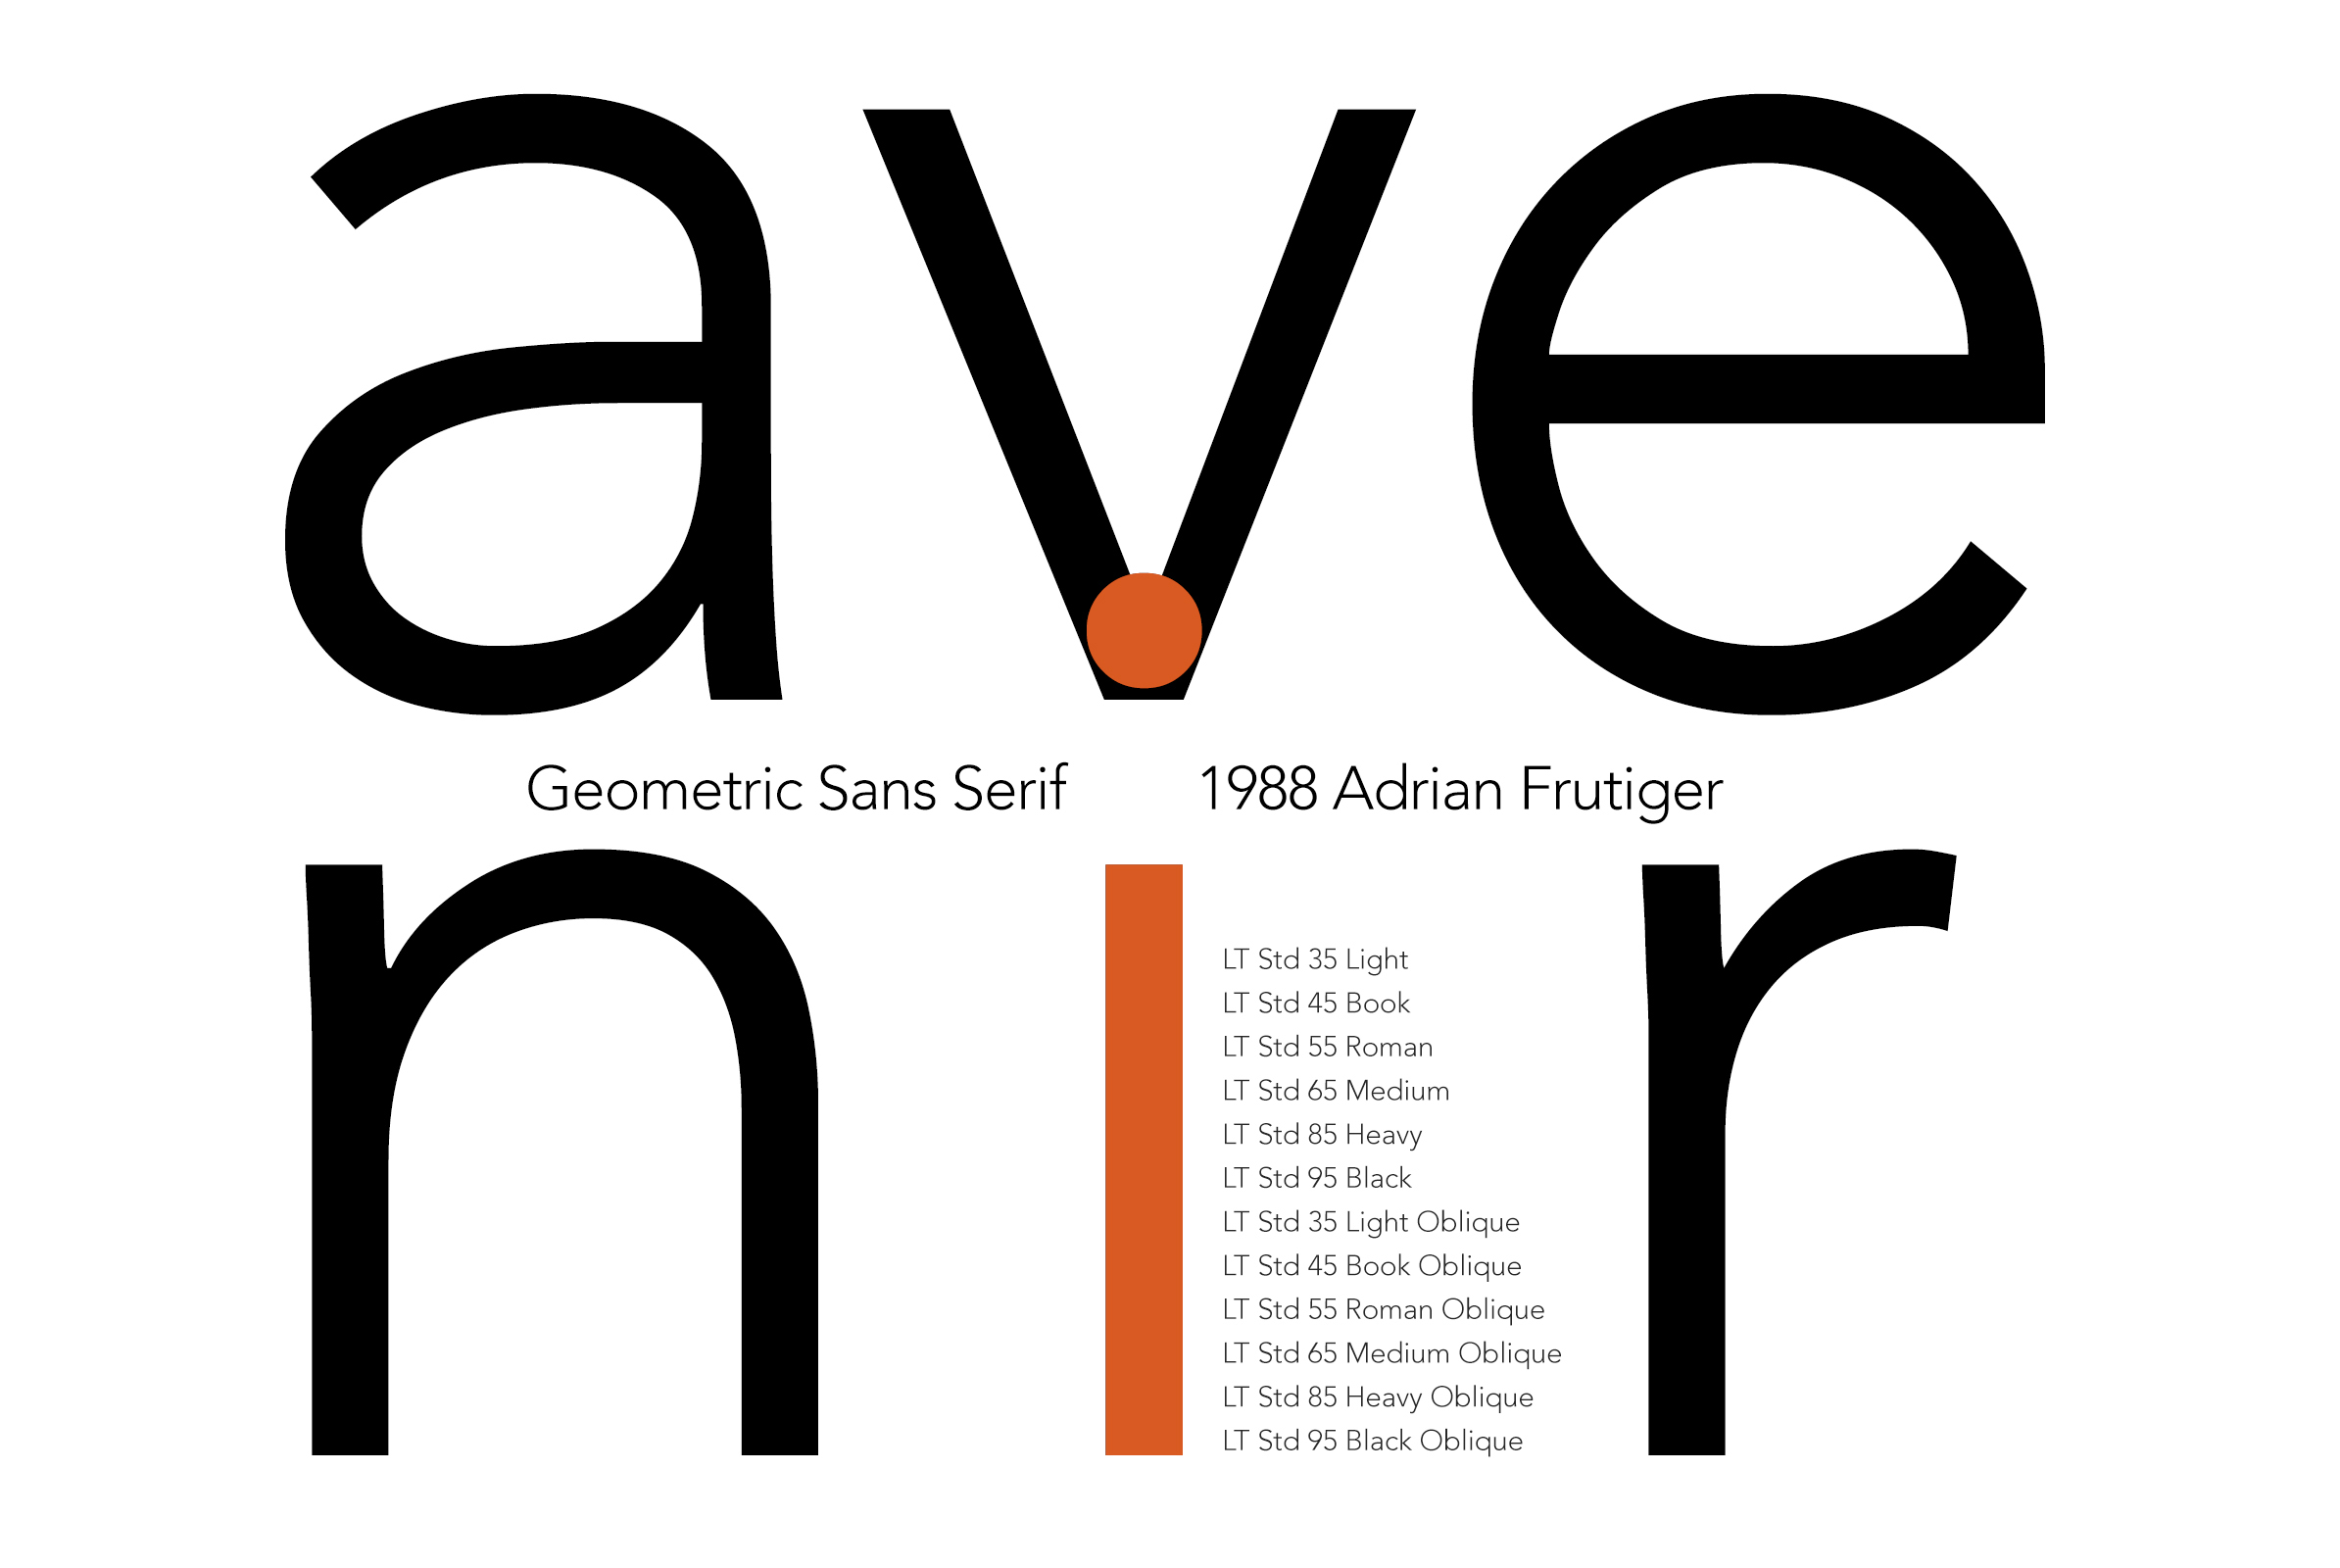 ave
Geometric Sans Serif 1988 Adrian Frutiger
nir
LT Std 35 Light
LT Std 45 Book
LT Std 55 Roman
LT Std 65 Medium
LT Std 85 Heavy
LT Std 95 Black
LT Std 35 Light Oblique
LT Std 45 Book Oblique
LT Std 55 Roman Oblique
LT Std 65 Medium Oblique
LT Std 85 Heavy Oblique
LT Std 95 Black Oblique